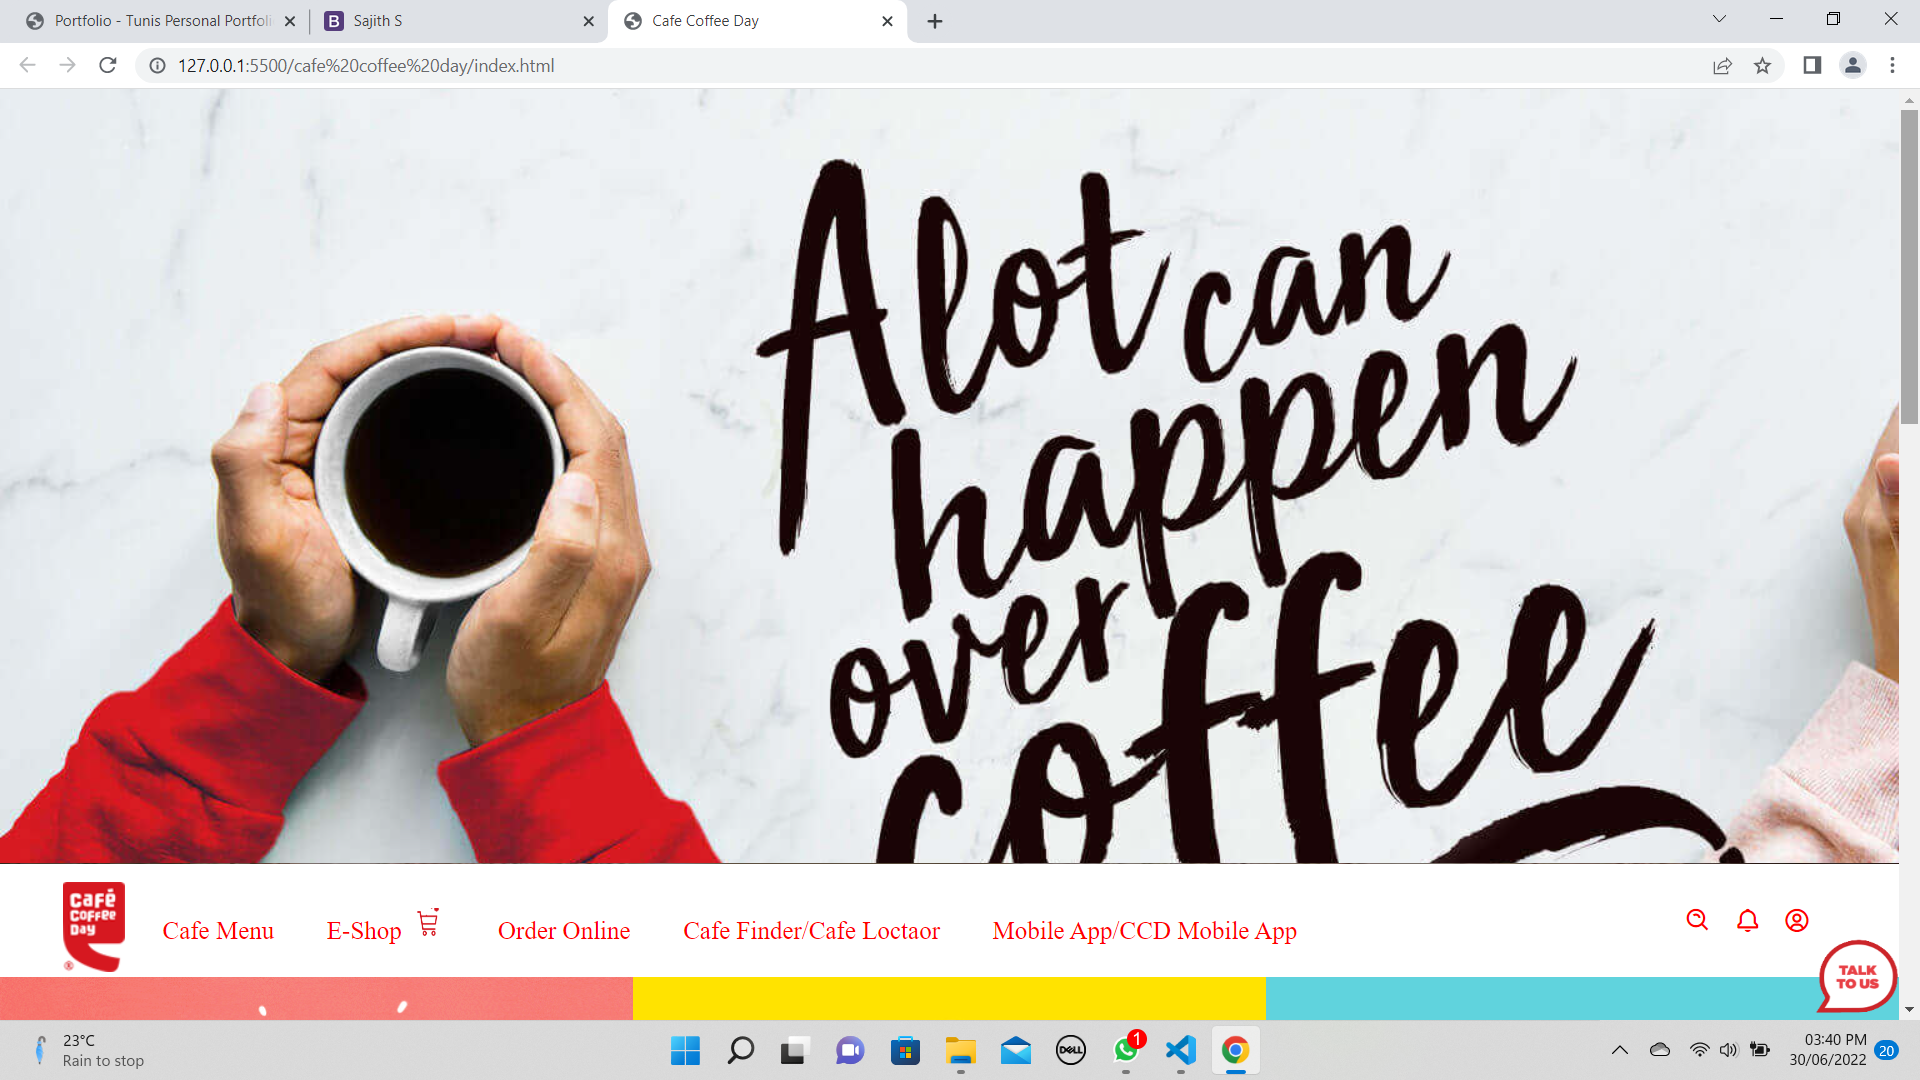 Portfolio - Tunis Personal Portfoli
B Sajith S
Cafe Coffee Day
127.0.0.1:5500/cafe%20coffee%20day/index.html
Alot can
happen
over
coffee
Café
Coffee
Day
®
Cafe Menu
E-Shop
Order Online
Cafe Finder/Cafe Loctaor
Mobile App/CCD Mobile App
TALK
TO US
23°C
Rain to stop
DELL
1
03:40 PM
30/06/2022
20